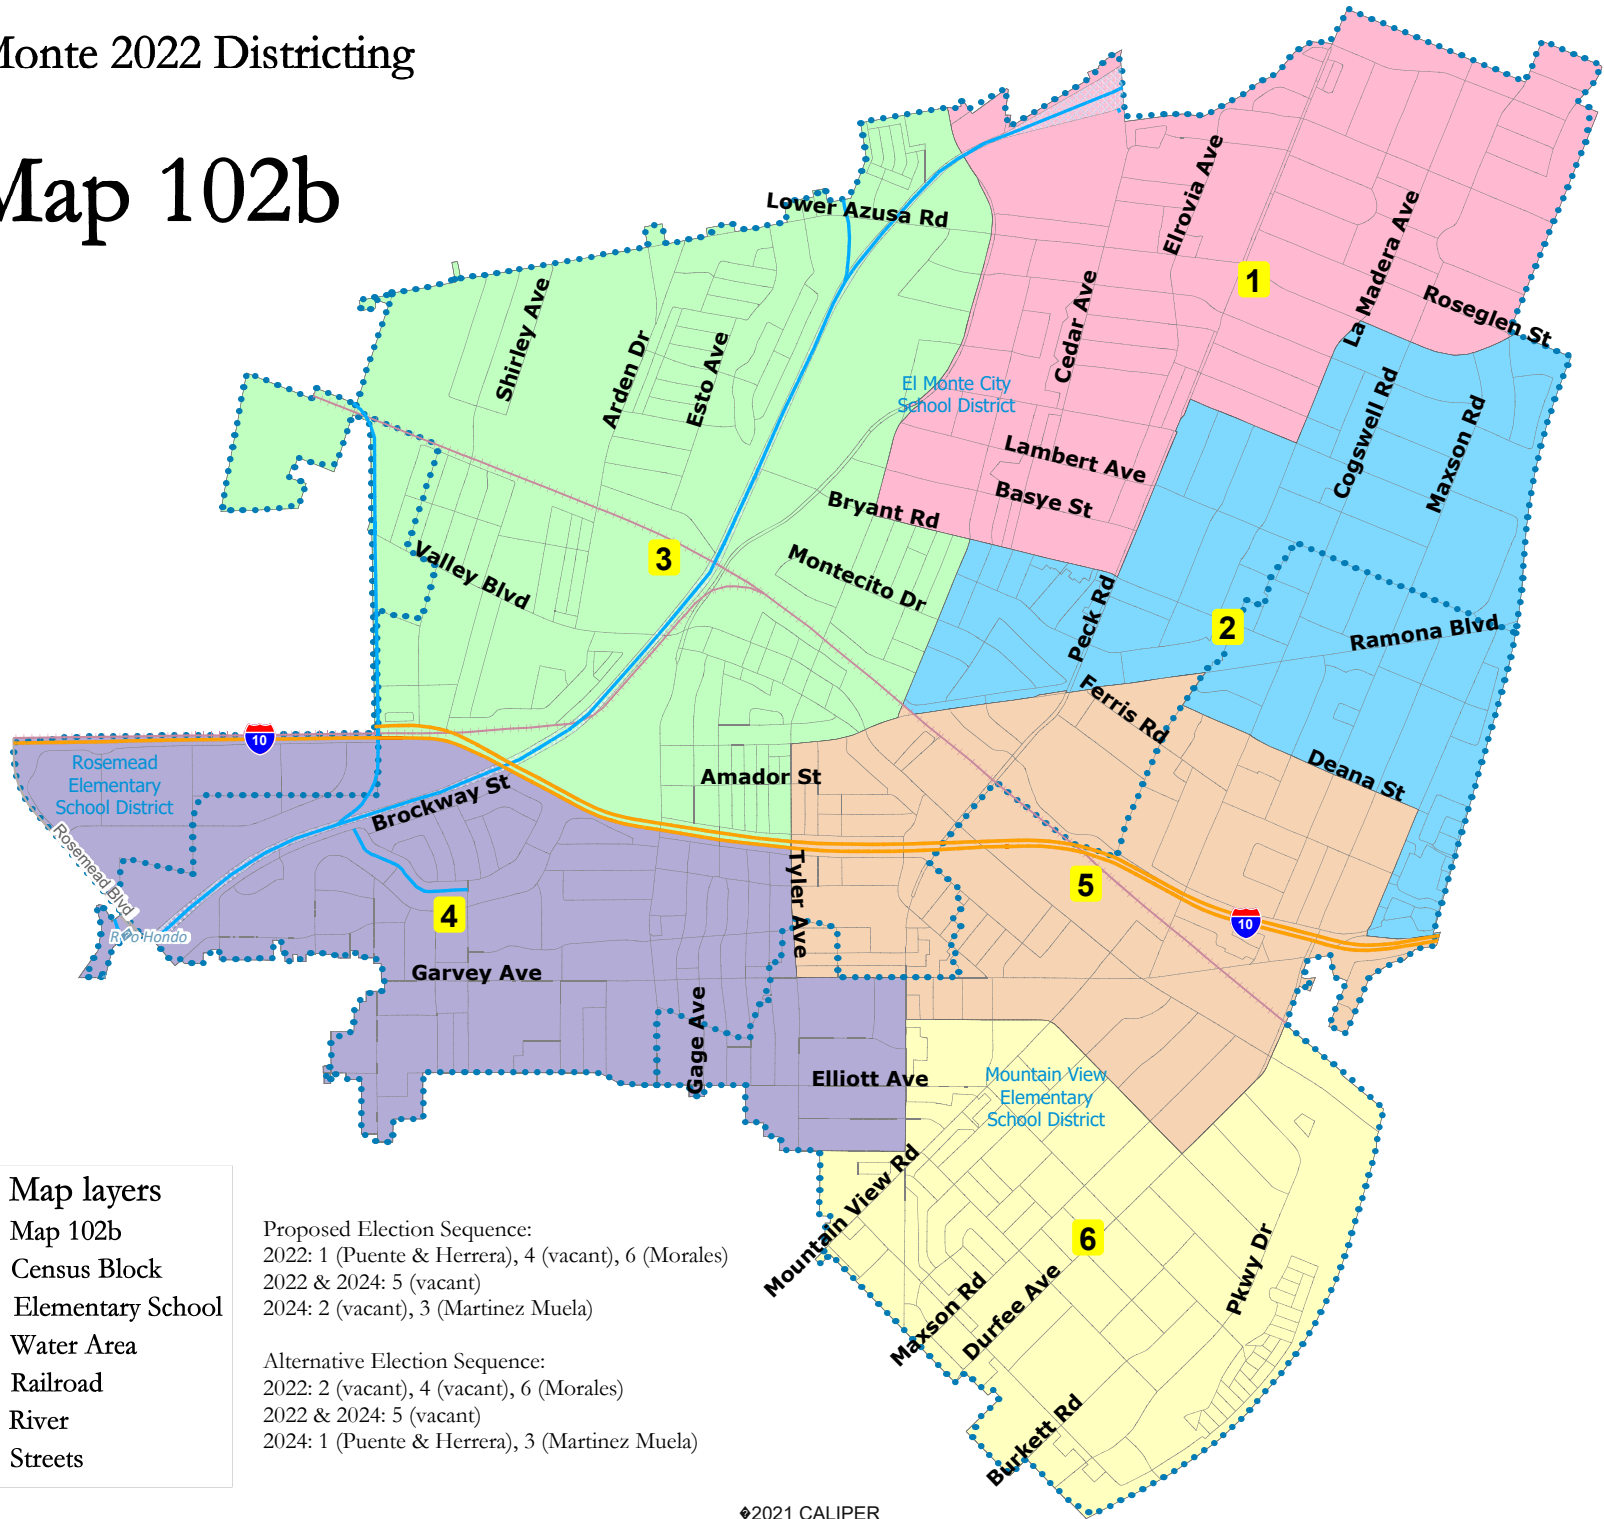 Monte 2022 Districting
Map 102b
Lower Azusa Rd
Elrovia Ave
1
La Madera Ave
Roseglen St
Shirley Ave
Arden Dr
Esto Ave
Cedar Ave
El Monte City
School District
Cogswell Rd
Maxson Rd
Lambert Ave
Basye St
Bryant Rd
3
Valley Blvd
Montecito Dr
Peck Rd
2
Ramona Blvd
Ferris Rd
10
Rosemead
Elementary
School District
Amador St
Deana St
Brockway St
Rosemead Blvd
Tyler Ave
5
4
10
R�o Hondo
Garvey Ave
Gage Ave
Elliott Ave
Mountain View
Elementary
School District
Mountain View Rd
6
Pkwy Dr
Maxson Rd
Durfee Ave
Burkett Rd
Map layers
Map 102b
Census Block
Elementary School
Water Area
Railroad
River
Streets
Proposed Election Sequence:
2022: 1 (Puente & Herrera), 4 (vacant), 6 (Morales)
2022 & 2024: 5 (vacant)
2024: 2 (vacant), 3 (Martinez Muela)
Alternative Election Sequence:
2022: 2 (vacant), 4 (vacant), 6 (Morales)
2022 & 2024: 5 (vacant)
2024: 1 (Puente & Herrera), 3 (Martinez Muela)
�2021 CALIPER